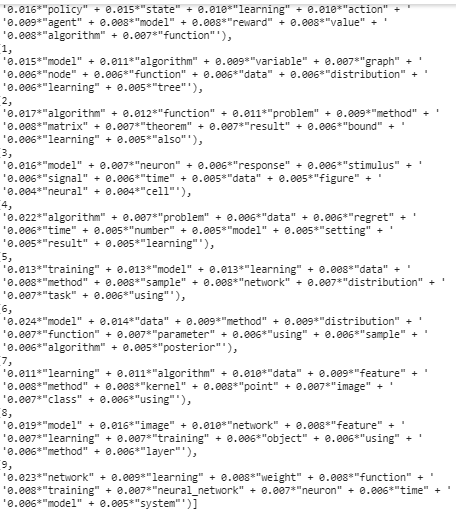 '0.016*"policy" + 0.015*"state" + 0.010*"learning" + 0.010*"action" + '
'0.009*"agent" + 0.008*"model" + 0.008*"reward" + 0.008*"value" + '
'0.008*"algorithm" + 0.007*"function"'),
1,
'0.015*"model" + 0.011*"algorithm" + 0.009*"variable" + 0.007*"graph" + '
'0.006*"node" + 0.006*"function" + 0.006*"data" + 0.006*"distribution" + '
'0.006*"learning" + 0.005*"tree"'),
2,
'0.017*"algorithm" + 0.012*"function" + 0.011*"problem" + 0.009*"method" + '
'0.008*"matrix" + 0.007*"theorem" + 0.007*"result" + 0.006*"bound" + '
'0.006*"learning" + 0.005*"also"'),
3,
'0.016*"model" + 0.007*"neuron" + 0.006*"response" + 0.006*"stimulus" + '
'0.006*"signal" + 0.006*"time" + 0.005*"data" + 0.005*"figure" + '
'0.004*"neural" + 0.004*"cell"'),
4,
'0.022*"algorithm" + 0.007*"problem" + 0.006*"data" + 0.006*"regret" + '
'0.006*"time" + 0.005*"number" + 0.005*"model" + 0.005*"setting" + '
'0.005*"result" + 0.005*"learning"'),
5,
'0.013*"training" + 0.013*"model" + 0.013*"learning" + 0.008*"data" + '
'0.008*"method" + 0.008*"sample" + 0.008*"network" + 0.007*"distribution" + '
'0.007*"task" + 0.006*"using"'),
6,
'0.024*"model" + 0.014*"data" + 0.009*"method" + 0.009*"distribution" + '
'0.007*"function" + 0.007*"parameter" + 0.006*"using" + 0.006*"sample" + '
'0.006*"algorithm" + 0.005*"posterior"'),
7,
'0.011*"learning" + 0.011*"algorithm" + 0.010*"data" + 0.009*"feature" + '
'0.008*"method" + 0.008*"kernel" + 0.008*"point" + 0.007*"image" + '
'0.007*"class" + 0.006*"using"'),
8,
'0.019*"model" + 0.016*"image" + 0.010*"network" + 0.008*"feature" + '
'0.007*"learning" + 0.007*"training" + 0.006*"object" + 0.006*"using" + '
'0.006*"method" + 0.006*"layer"'),
9,
'0.023*"network" + 0.009*"learning" + 0.008*"weight" + 0.008*"function" + '
'0.008*"training" + 0.007*"neural_network" + 0.007*"neuron" + 0.006*"time" + '
'0.006*"model" + 0.005*"system"')]